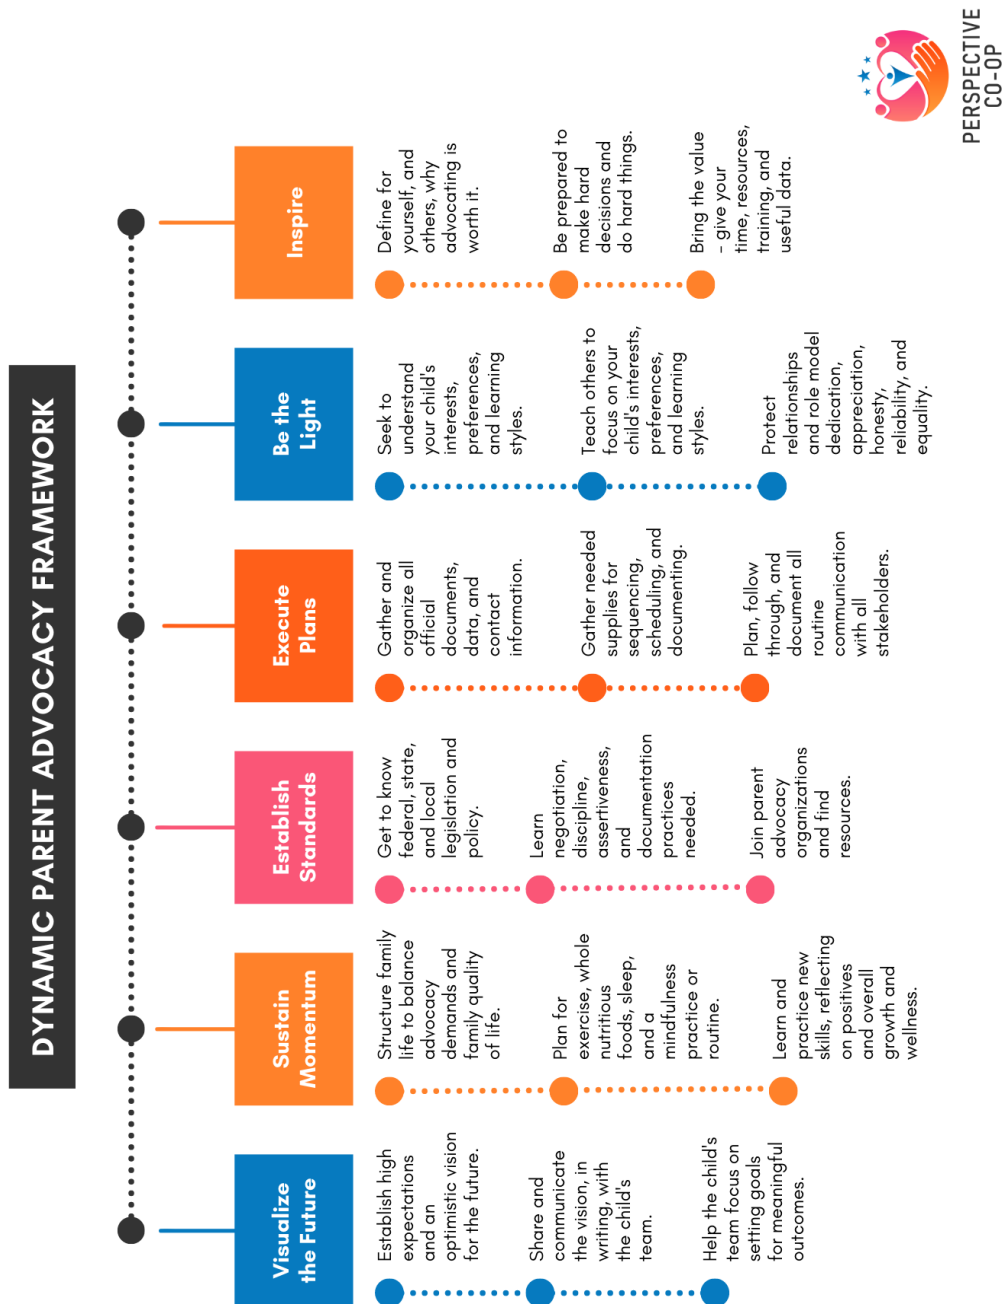 DYNAMIC PARENT ADVOCACY FRAMEWORK
Visualize
the Future
Establish high
expectations
and an
optimistic vision
for the future.
Share and
communicate
the vision, in
writing, with
the child's
team.
Help the child's
team focus on
setting goals
for meaningful
outcomes.
Sustain
Momentum
Structure family
life to balance
advocacy
demands and
family quality
of life.
Plan for
exercise, whole
nutritious
foods, sleep,
and a
mindfulness
practice or
routine.
Learn and
practice new
skills, reflecting
on positives
and overall
growth and
wellness.
Establish
Standards
Get to know
federal, state,
and local
legislation and
policy.
Learn
negotiation,
discipline,
assertiveness,
and
documentation
practices
needed.
Join parent
advocacy
organizations
and find
resources.
Execute
Plans
Gather and
organize all
official
documents,
data, and
contact
information.
Gather needed
supplies for
sequencing,
scheduling, and
documenting.
Plan, follow
through, and
document all
routine
communication
with all
stakeholders.
Be the
Light
Seek to
understand
your child's
interests,
preferences,
and learning
styles.
Teach others to
focus on your
child's interests,
preferences,
and learning
styles.
Protect
relationships
and role model
dedication,
appreciation,
honesty,
reliability, and
equality.
Inspire
Define for
yourself, and
others, why
advocating is
worth it.
Be prepared to
make hard
decisions and
do hard things.
Bring the value
- give your
time, resources,
training, and
useful data.
PERSPECTIVE
CO-OP